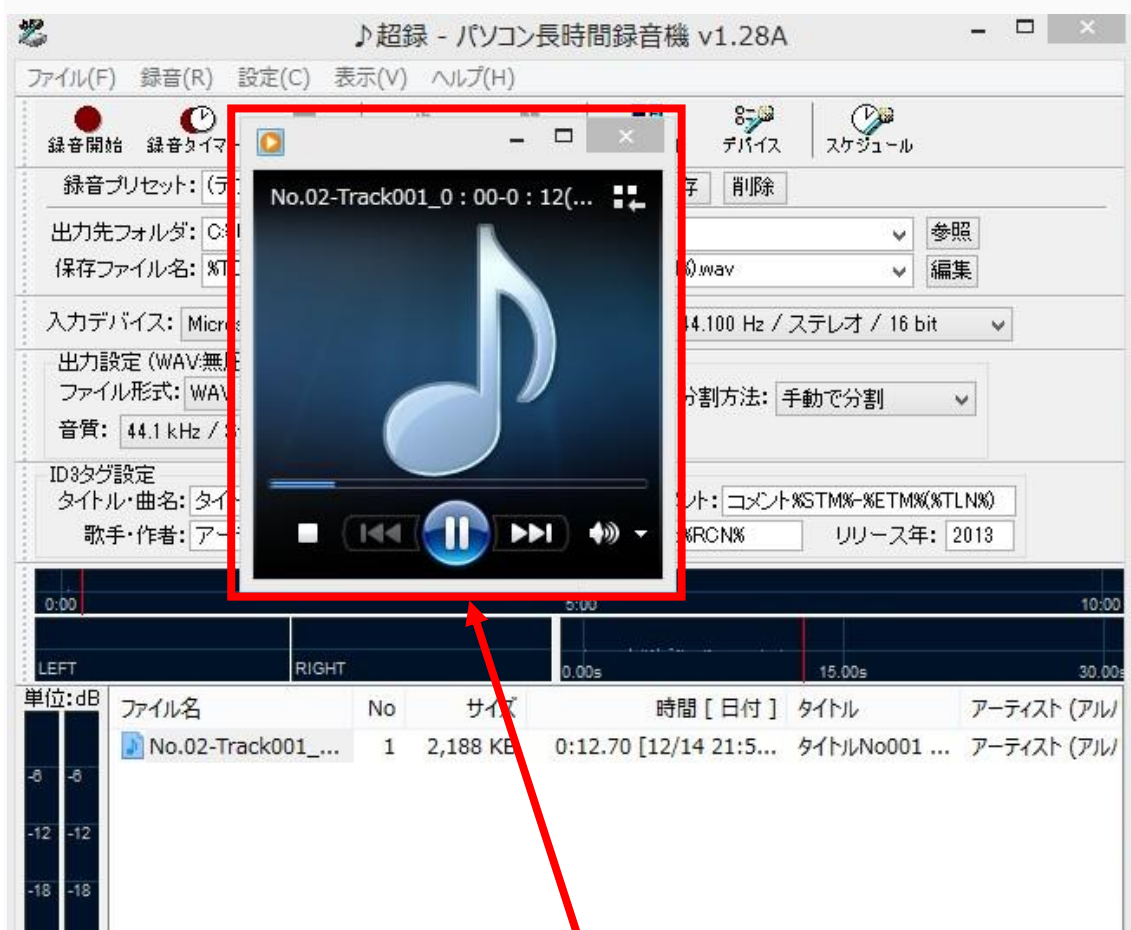 ♪超録 - パソコン長時間録音機 v1.28A
ファイル(F) 録音(R) 設定(C) 表示(V) ヘルプ(H)
録音開始 録音タイマー デバイス スケジュール
録音プリセット: 削除
出力先フォルダ: 参照
保存ファイル名: .wav 編集
入力デバイス: 44.100 Hz / ステレオ / 16 bit
出力設定 (WAV:無圧
ファイル形式: WAV 分割方法: 手動で分割
音質: 44.1 kHz /
ID3タグ設定
タイトル・曲名: コメント%STM%-%ETM%(%TLN%)
歌手・作者: %RCN% リリース年: 2013
No.02-Track001_0 : 00-0 : 12(...
0:00 5:00 10:00
LEFT RIGHT 0.00s 15.00s 30.00s
単位:dB ファイル名 No サイズ 時間 [ 日付 ] タイトル アーティスト (アル
No.02-Track001_... 1 2,188 KB 0:12.70 [12/14 21:5... タイトルNo001 ... アーティスト (アル
-6 -6
-12 -12
-18 -18